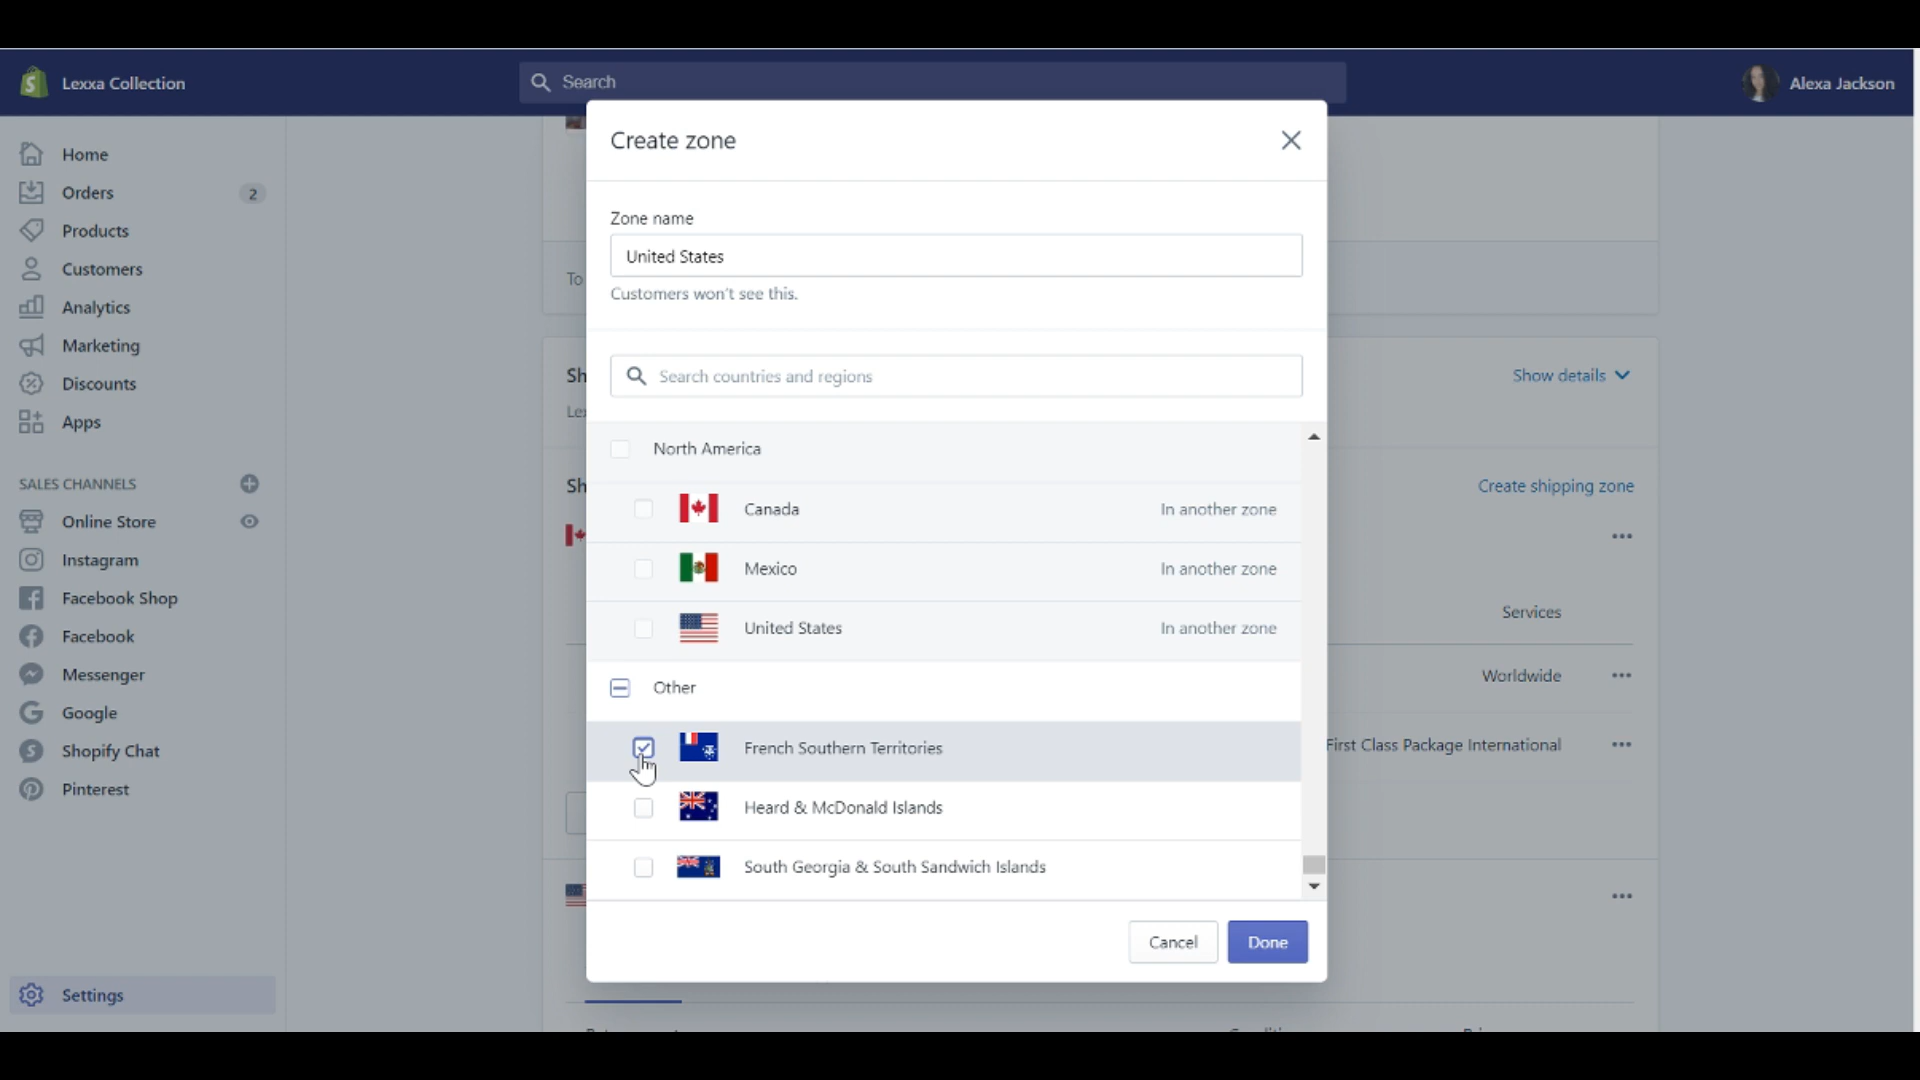 Lexxa Collection
Search
Alexa Jackson
Home
Orders 2
Products
Customers
Analytics
Marketing
Discounts
Apps
SALES CHANNELS
Online Store
Instagram
Facebook Shop
Facebook
Messenger
Google
Shopify Chat
Pinterest
Settings
Create zone
Zone name
United States
Customers won't see this.
Search countries and regions
North America
Canada In another zone
Mexico In another zone
United States In another zone
Other
French Southern Territories
Heard & McDonald Islands
South Georgia & South Sandwich Islands
Cancel Done
To
Sh
Show details
Le
Sh
Create shipping zone
Services
Worldwide
First Class Package International